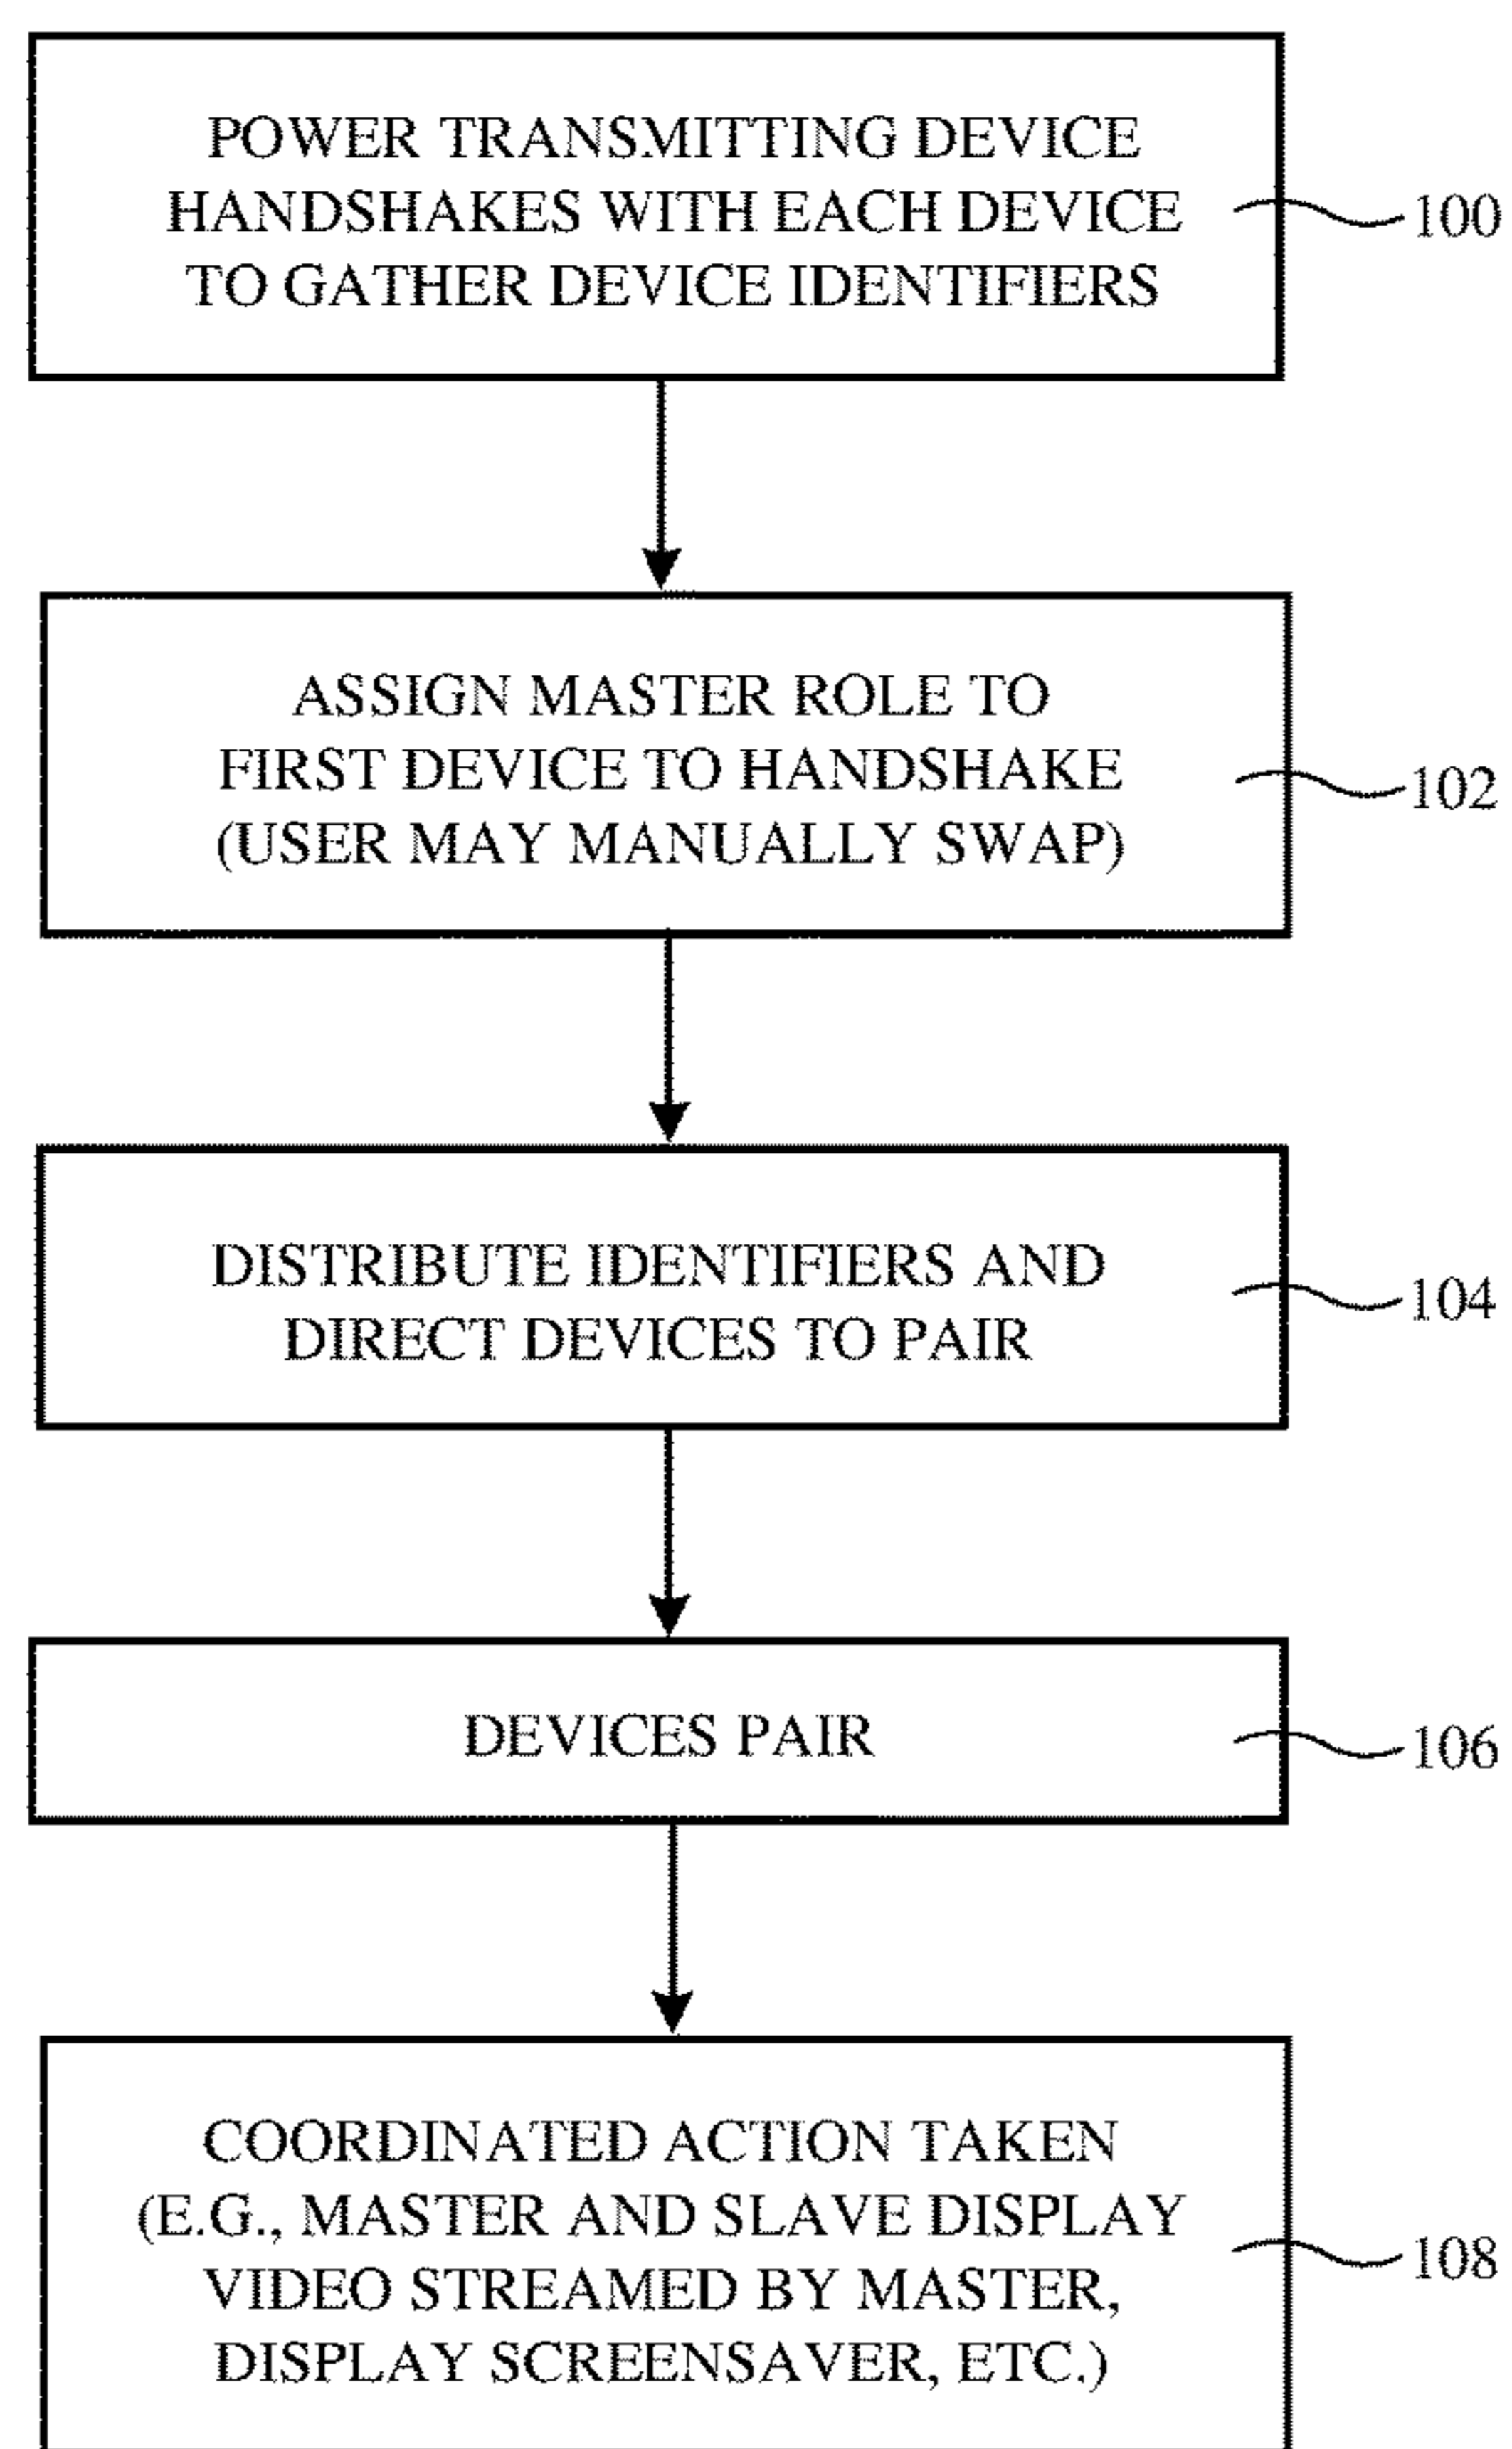 POWER TRANSMITTING DEVICE
HANDSHAKES WITH EACH DEVICE
TO GATHER DEVICE IDENTIFIERS
100
ASSIGN MASTER ROLE TO
FIRST DEVICE TO HANDSHAKE
(USER MAY MANUALLY SWAP)
102
DISTRIBUTE IDENTIFIERS AND
DIRECT DEVICES TO PAIR
104
DEVICES PAIR
106
COORDINATED ACTION TAKEN
(E.G., MASTER AND SLAVE DISPLAY
VIDEO STREAMED BY MASTER,
DISPLAY SCREENSAVER, ETC.)
108